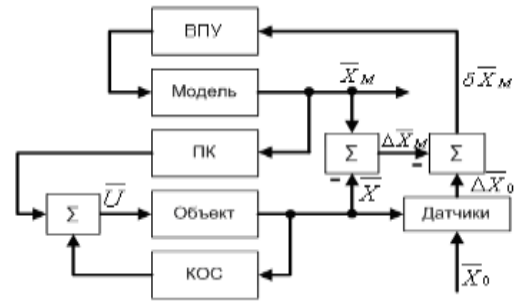 ВПУ
Модель
X̅м
δX̅м
ПК
Σ
ΔX̅м
Σ
-
-
Σ
U̅
Объект
X̅
ΔX̅0
Датчики
КОС
X̅0